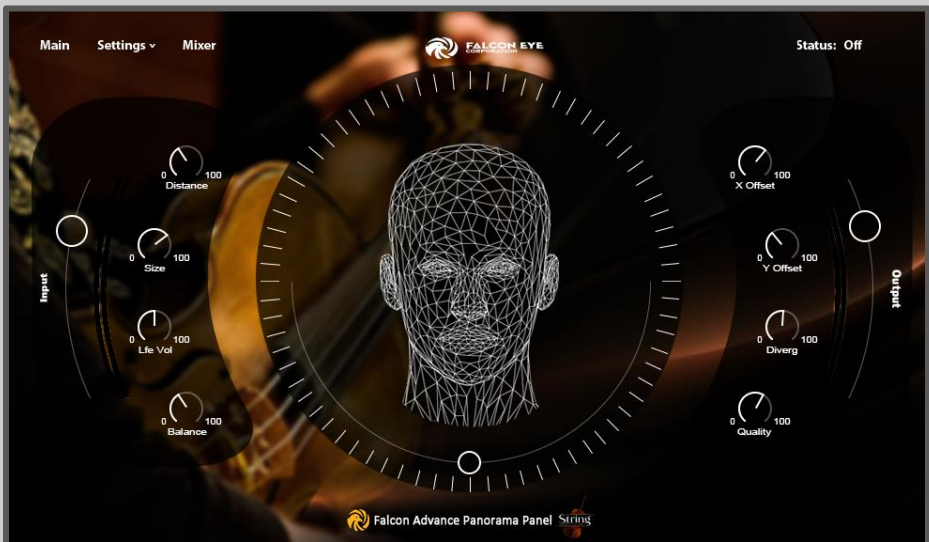 Main Settings Mixer
FALCON EYE
CORPORATION
Status: Off
0 100
Distance
0 100
Size
0 100
Lfe Vol
0 100
Balance
Input
0 100
X Offset
0 100
Y Offset
0 100
Diverg
0 100
Quality
Output
Falcon Advance Panorama Panel String